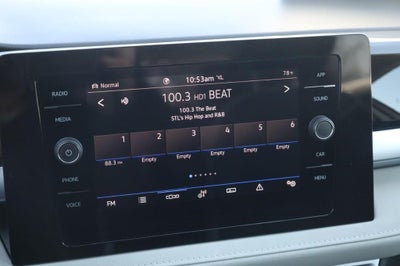 RADIO
MEDIA
PHONE
VOICE
Normal 10:53am 78°
100.3 HD1 BEAT
100.3 The Beat
STL's Hip Hop and R&B
1 2 3 4 5 6
88.3 FM Empty Empty Empty Empty Empty
FM
APP
SOUND
CAR
MENU